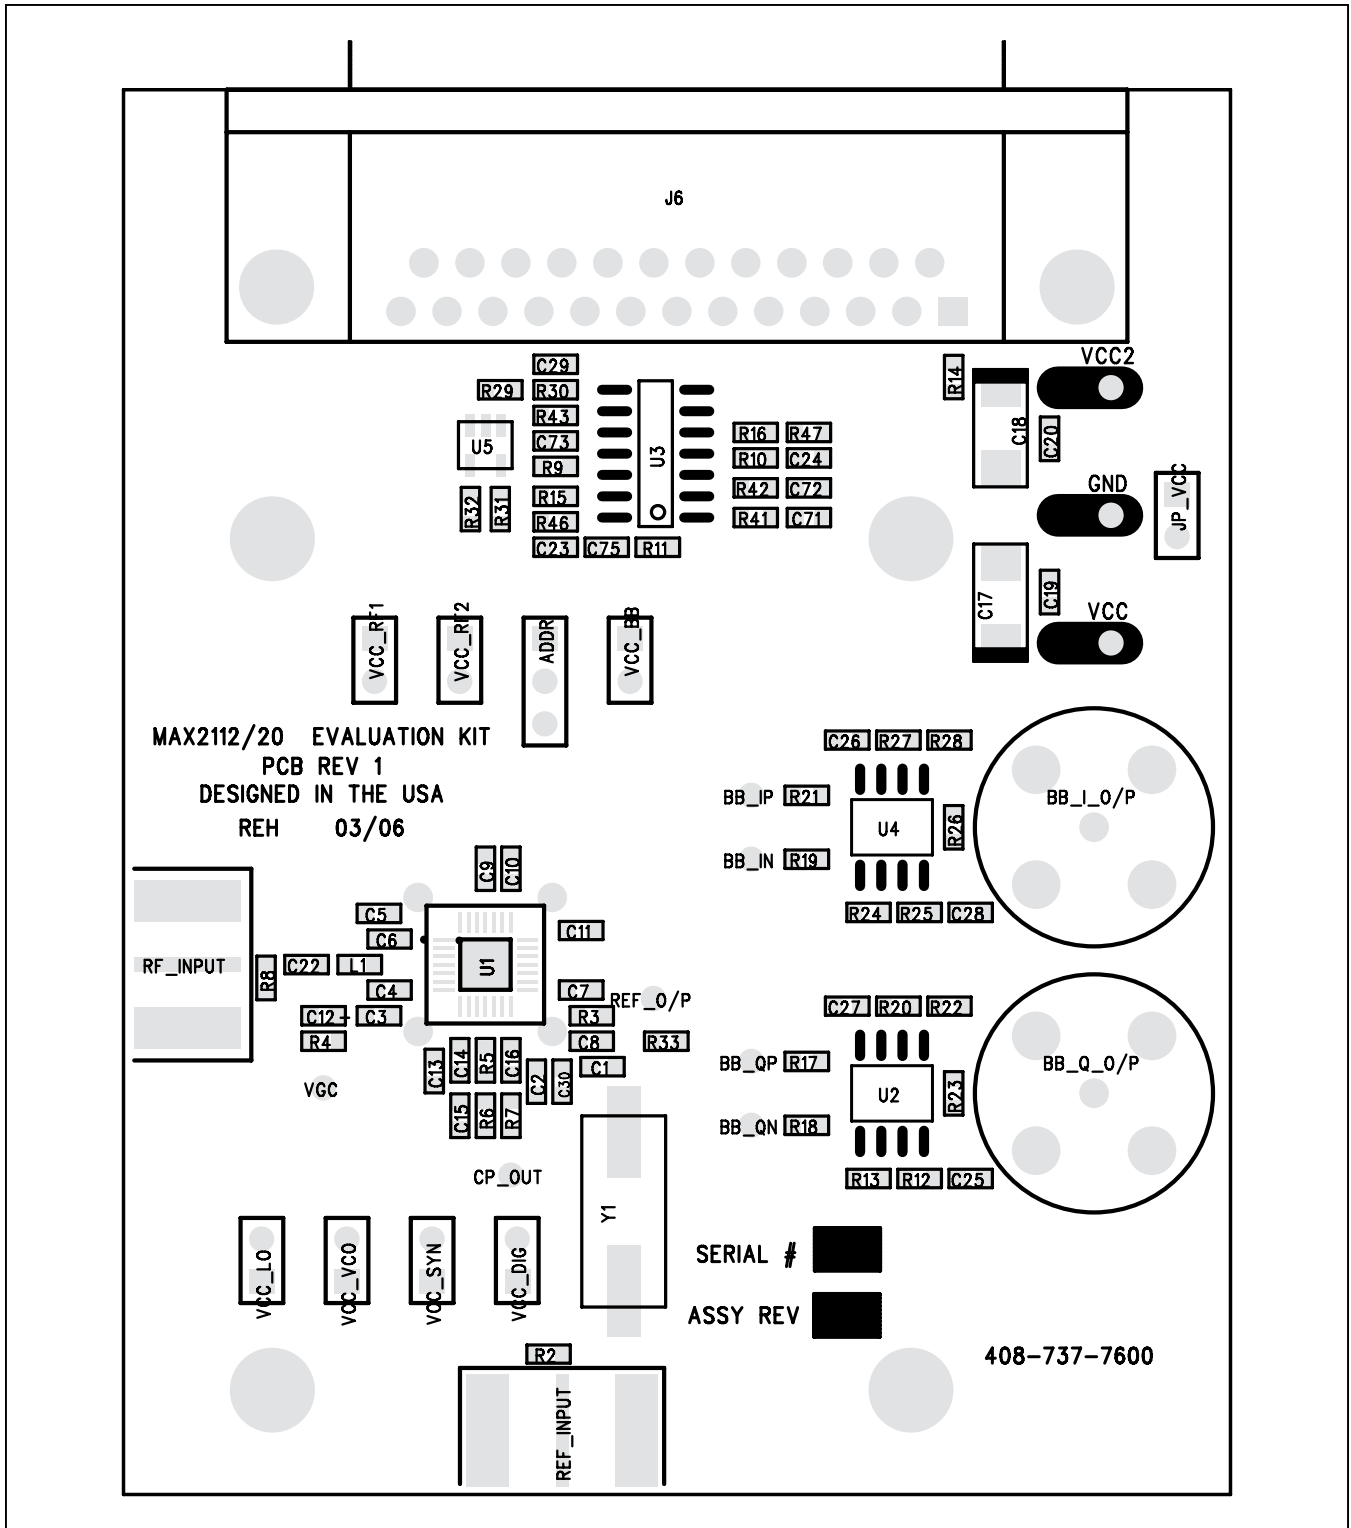 J6
VCC2
C29
R14
R29 R30
R43
C18
C20
R16 R47
U5
C73
U3
R10 C24
R9
GND
R42 C72
JP_VCC
R32 R31
R15
R46
R41 C71
C23 C75 R11
C17
C19
VCC
VCC_RF1
VCC_RF2
ADDR
VCC_BB
MAX2112/20 EVALUATION KIT
PCB REV 1
DESIGNED IN THE USA
REH 03/06
C26 R27 R28
BB_IP R21
BB_I_O/P
U4
R26
BB_IN R19
C9 C10
C5
R24 R25 C28
C11
C6
RF_INPUT
R8
C22 L1
U1
C4
C7
REF_O/P
C27 R20 R22
C12 + C3
R3
R4
C8
R33
C13
C14
R5
C16
C2
C30
C1
BB_QP R17
BB_Q_O/P
VGC
U2
R23
C15
R6
R7
BB_QN R18
CP_OUT
R13 R12 C25
Y1
VCC_LO
VCC_VCO
VCC_SYN
VCC_DIG
SERIAL #
ASSY REV
R2
408-737-7600
REF_INPUT